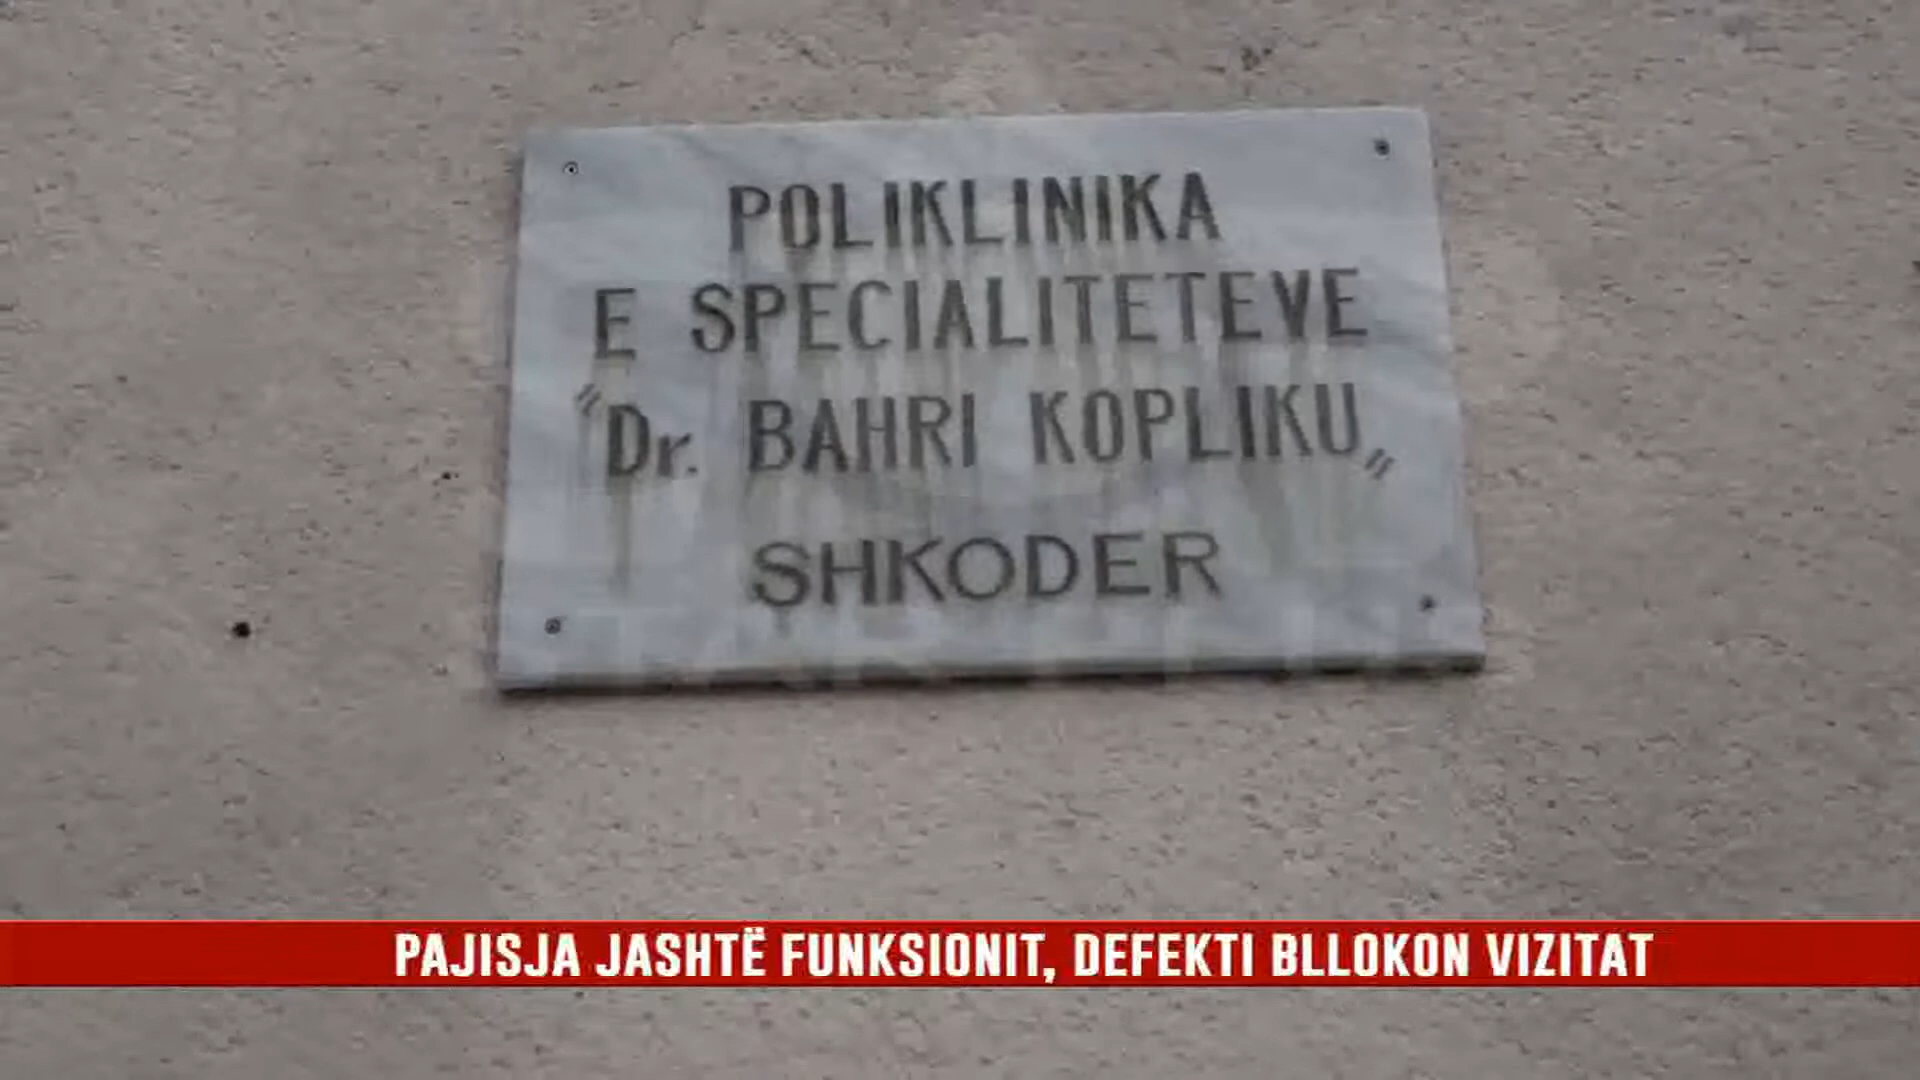 POLIKLINIKA
E SPECIALITETEVE
"Dr. BAHRI KOPLIKU„
SHKODER
PAJISJA JASHTË FUNKSIONIT, DEFEKTI BLLOKON VIZITAT